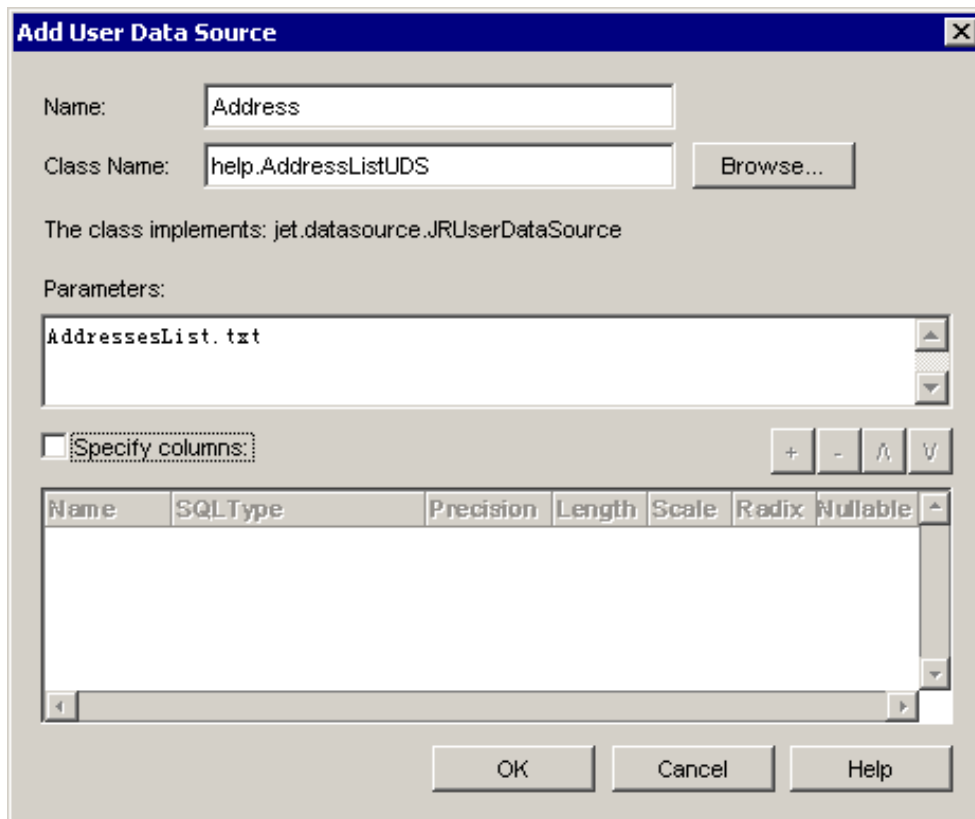 Add User Data Source
Name: Address
Class Name: help.AddressListUDS Browse...
The class implements: jet.datasource.JRUserDataSource
Parameters:
AddressesList.txt
Specify columns: + - Λ V
Name SQLType Precision Length Scale Radix Nullable
OK Cancel Help